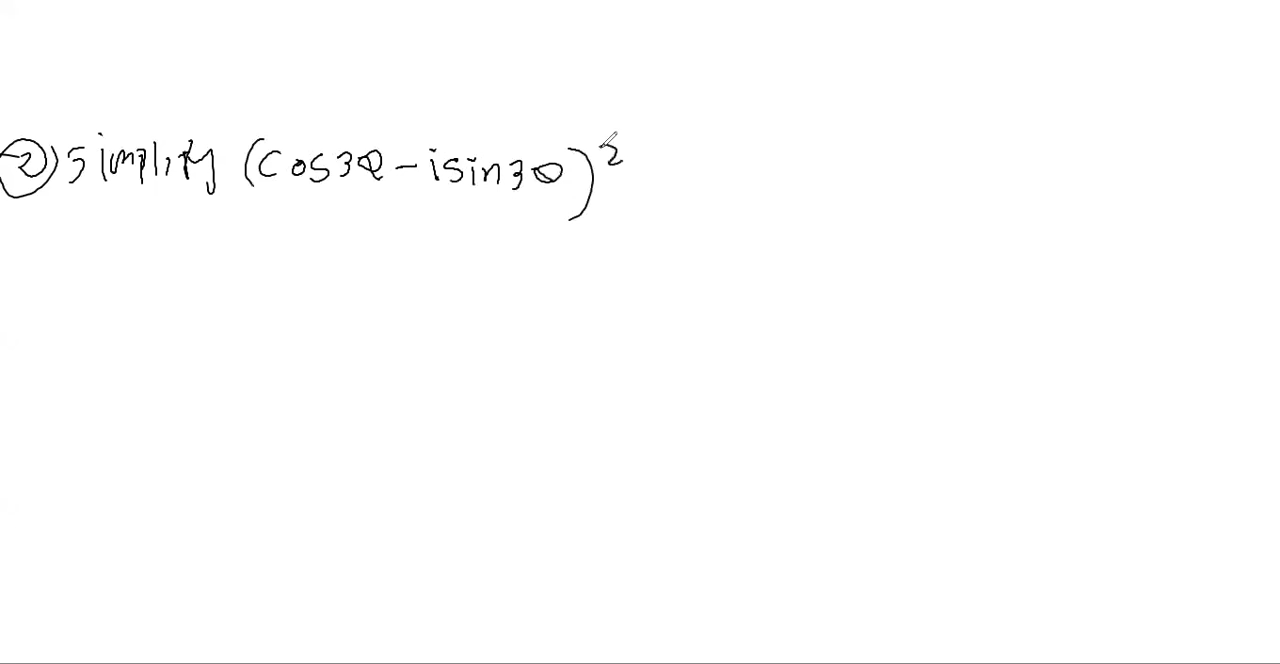 ② Simplify (cos3θ - isin3θ)²